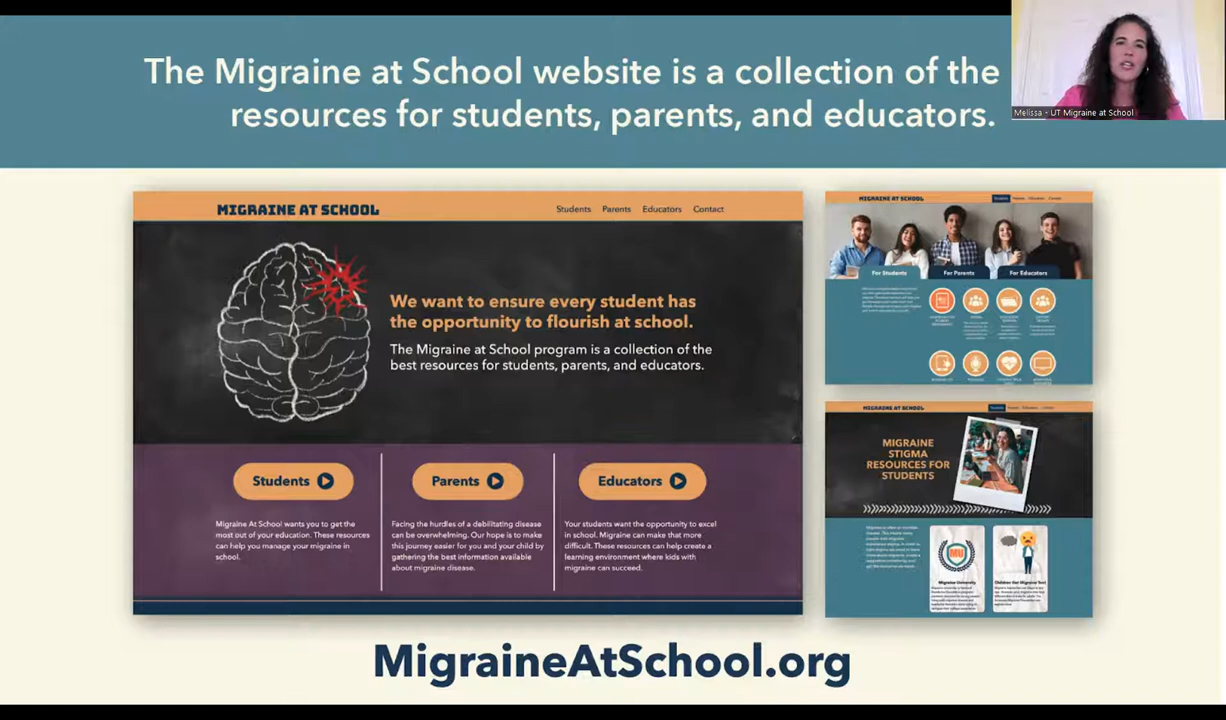 The Migraine at School website is a collection of the
resources for students, parents, and educators.
Melissa - UT Migraine at School
MIGRAINE AT SCHOOL
Students Parents Educators Contact
We want to ensure every student has
the opportunity to flourish at school.
The Migraine at School program is a collection of the
best resources for students, parents, and educators.
Students
Parents
Educators
Migraine At School wants you to get the
most out of your education. These resources
can help you manage your migraine in
school.
Facing the hurdles of a debilitating disease
can be overwhelming. Our hope is to make
this journey easier for you and your child by
gathering the best information available
about migraine disease.
Your students want the opportunity to excel
in school. Migraine can make that more
difficult. These resources can help create a
learning environment where kids with
migraine can succeed.
MIGRAINE AT SCHOOL
For Students
For Parents
For Educators
MIGRAINE AT SCHOOL
MIGRAINE
STIGMA
RESOURCES FOR
STUDENTS
MU
Migraine University
Children Get Migraine Too!
MigraineAtSchool.org